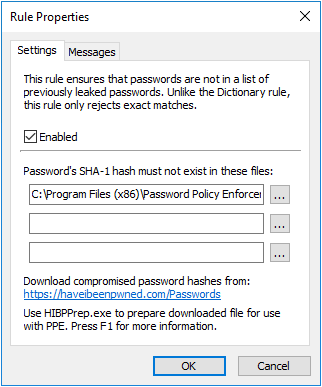 Rule Properties
Settings
Messages
This rule ensures that passwords are not in a list of
previously leaked passwords. Unlike the Dictionary rule,
this rule only rejects exact matches.
Enabled
Password's SHA-1 hash must not exist in these files:
C:\Program Files (x86)\Password Policy Enforcer
...
...
...
Download compromised password hashes from:
https://haveibeenpwned.com/Passwords
Use HIBPPrep.exe to prepare downloaded file for use
with PPE. Press F1 for more information.
OK
Cancel